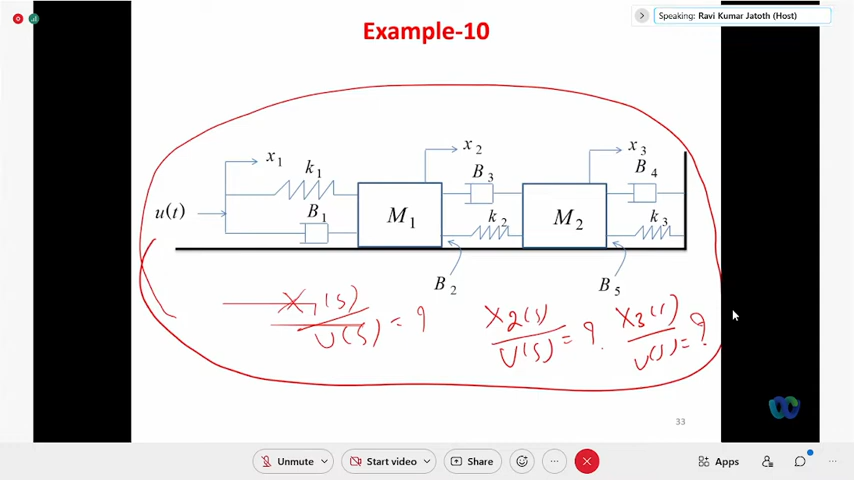 Speaking: Ravi Kumar Jatoth (Host)
Example-10
x1 x2 x3
k1 B3 B4
u(t) B1 M1 k2 M2 k3
B2 B5
X1(s)/U(s) = ? X2(s)/U(s) = ? X3(s)/U(s) = ?
33
Unmute Start video Share Apps